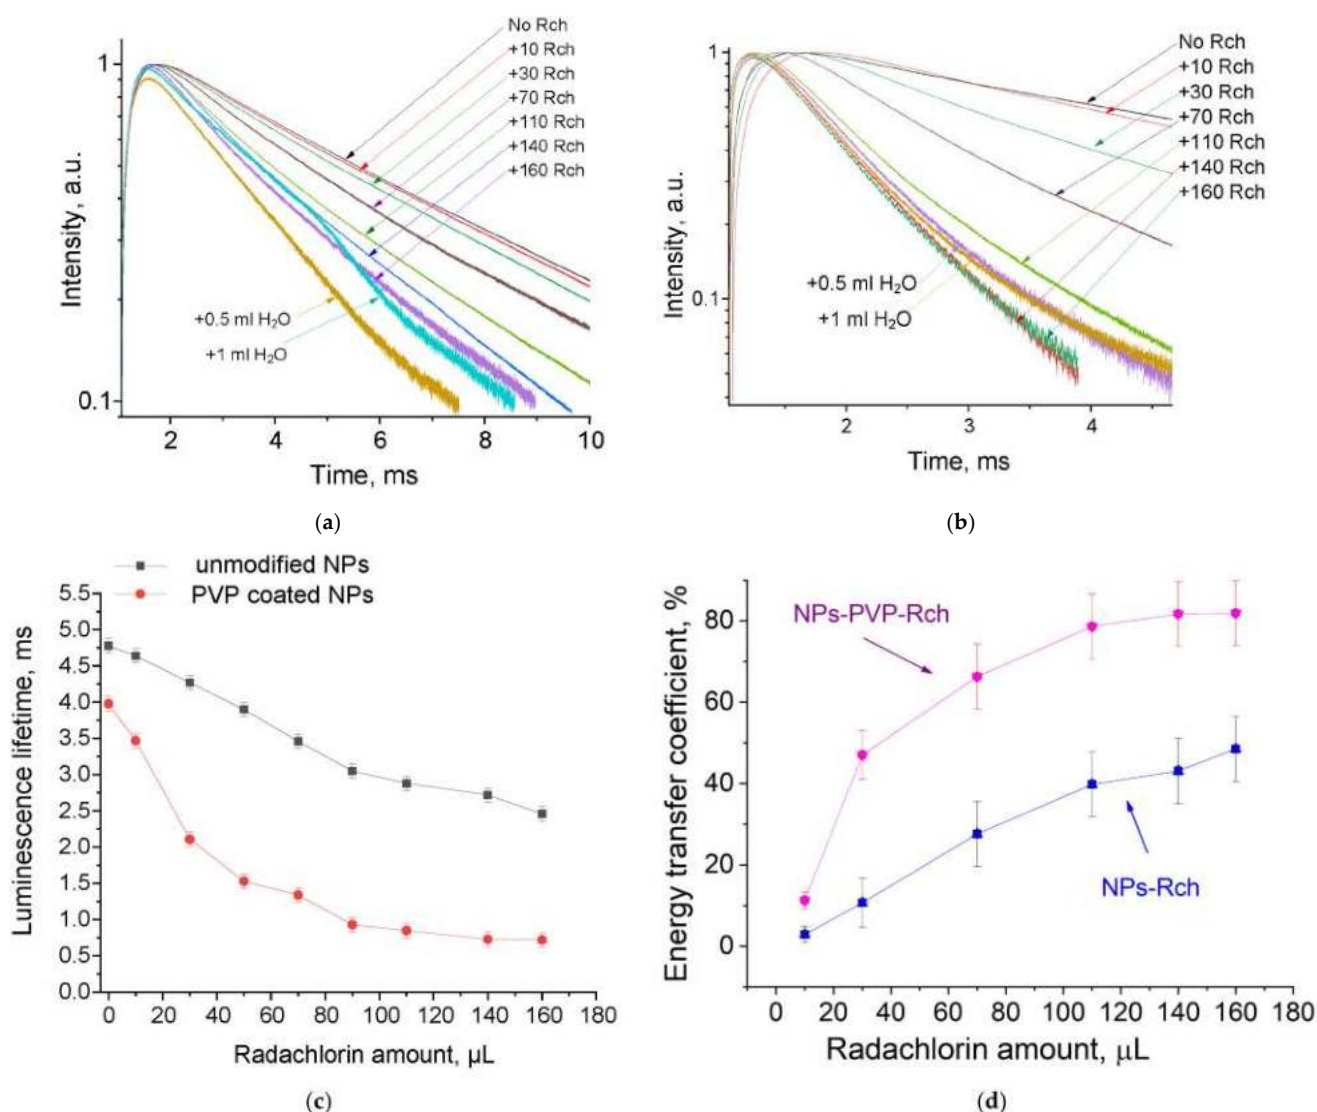 No Rch
+10 Rch
+30 Rch
+70 Rch
+110 Rch
+140 Rch
+160 Rch
+0.5 ml H₂O
+1 ml H₂O
Intensity, a.u.
1
0.1
2
4
6
8
10
Time, ms
(a)
No Rch
+10 Rch
+30 Rch
+70 Rch
+110 Rch
+140 Rch
+160 Rch
+0.5 ml H₂O
+1 ml H₂O
Intensity, a.u.
1
0.1
2
3
4
Time, ms
(b)
unmodified NPs
PVP coated NPs
Luminescence lifetime, ms
5.5
5.0
4.5
4.0
3.5
3.0
2.5
2.0
1.5
1.0
0.5
0.0
0 20 40 60 80 100 120 140 160 180
Radachlorin amount, µL
(c)
NPs-PVP-Rch
NPs-Rch
Energy transfer coefficient, %
80
60
40
20
0
0 20 40 60 80 100 120 140 160 180
Radachlorin amount, µL
(d)